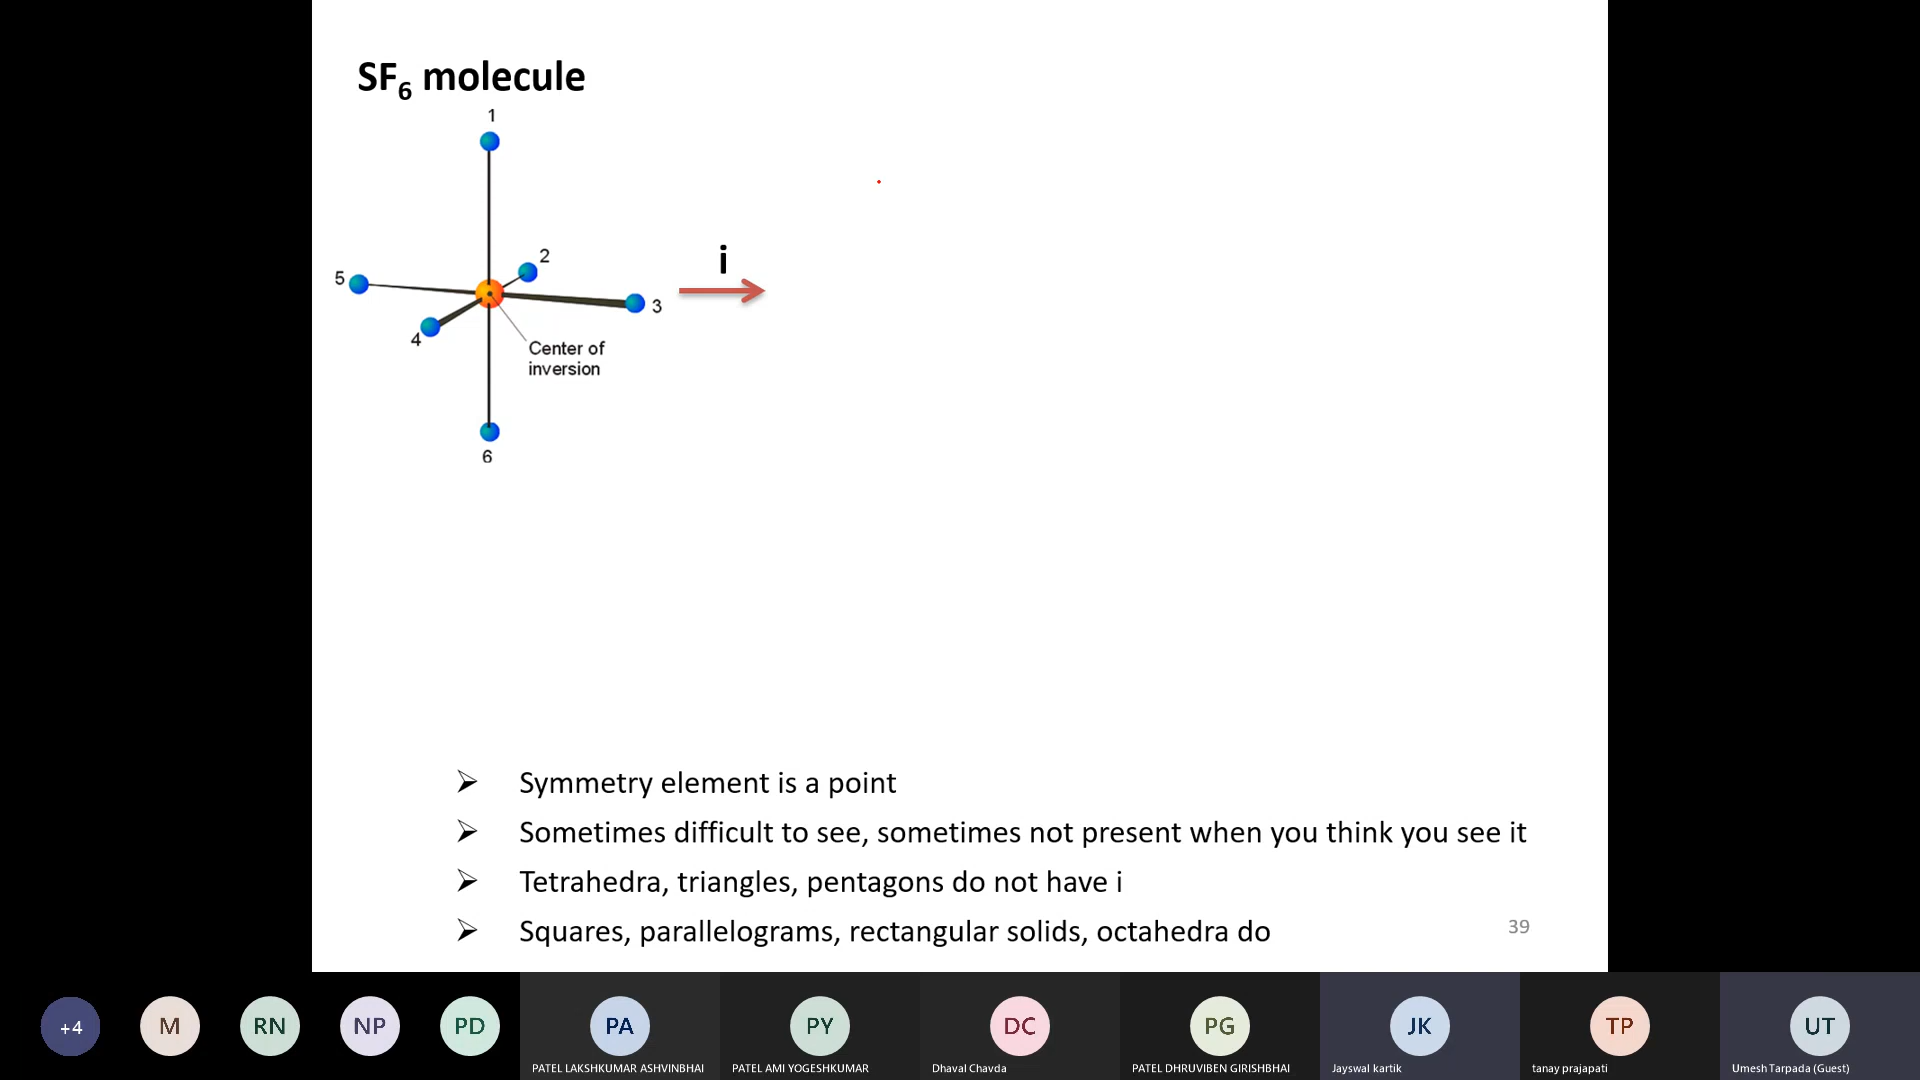 SF6 molecule
1
2
i
5
3
4
Center of
inversion
6
➢ Symmetry element is a point
➢ Sometimes difficult to see, sometimes not present when you think you see it
➢ Tetrahedra, triangles, pentagons do not have i
➢ Squares, parallelograms, rectangular solids, octahedra do
39
+4 M RN NP PD PA PY DC PG JK TP UT
PATEL LAKSHKUMAR ASHVINBHAI PATEL AMI YOGESHKUMAR Dhaval Chavda PATEL DHRUVIBEN GIRISHBHAI Jayswal kartik tanay prajapati Umesh Tarpada (Guest)